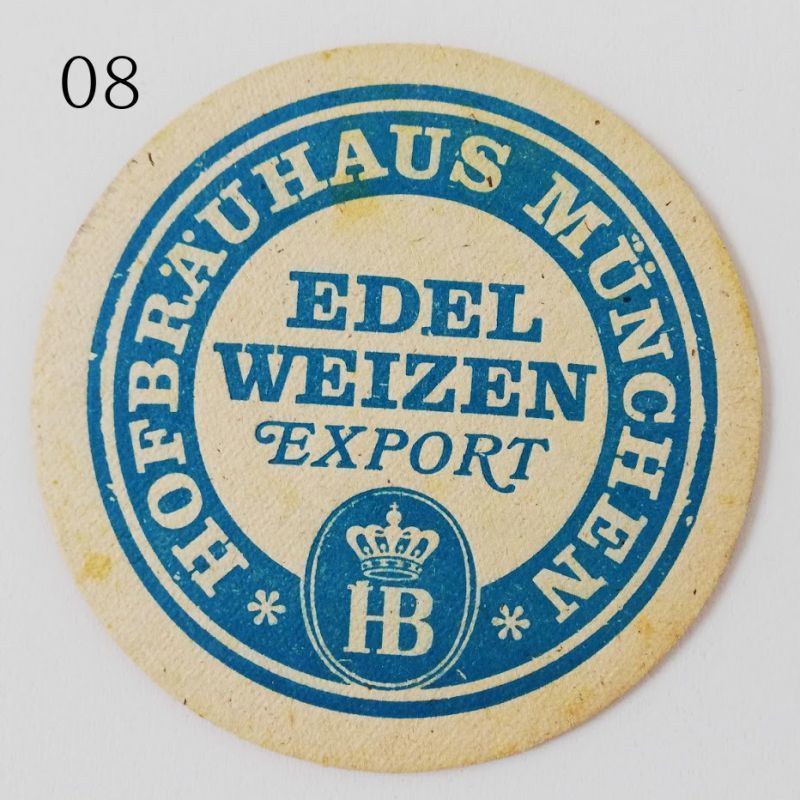 08
HOFBRÄUHAUS MÜNCHEN
EDEL
WEIZEN
EXPORT
HB